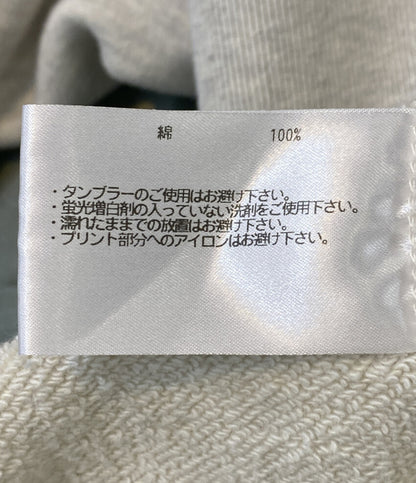 綿 100%
・タンブラーのご使用はお避け下さい。
・蛍光増白剤の入っていない洗剤をご使用下さい。
・濡れたままでの放置はお避け下さい。
・プリント部分へのアイロンはお避け下さい。